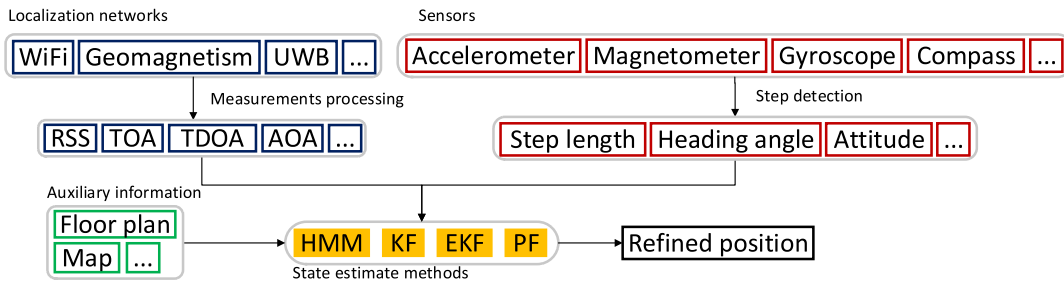 Localization networks
Sensors
WiFi Geomagnetism UWB ...
Accelerometer Magnetometer Gyroscope Compass ...
Measurements processing
Step detection
RSS TOA TDOA AOA ...
Step length Heading angle Attitude ...
Auxiliary information
Floor plan
Map ...
HMM KF EKF PF
Refined position
State estimate methods